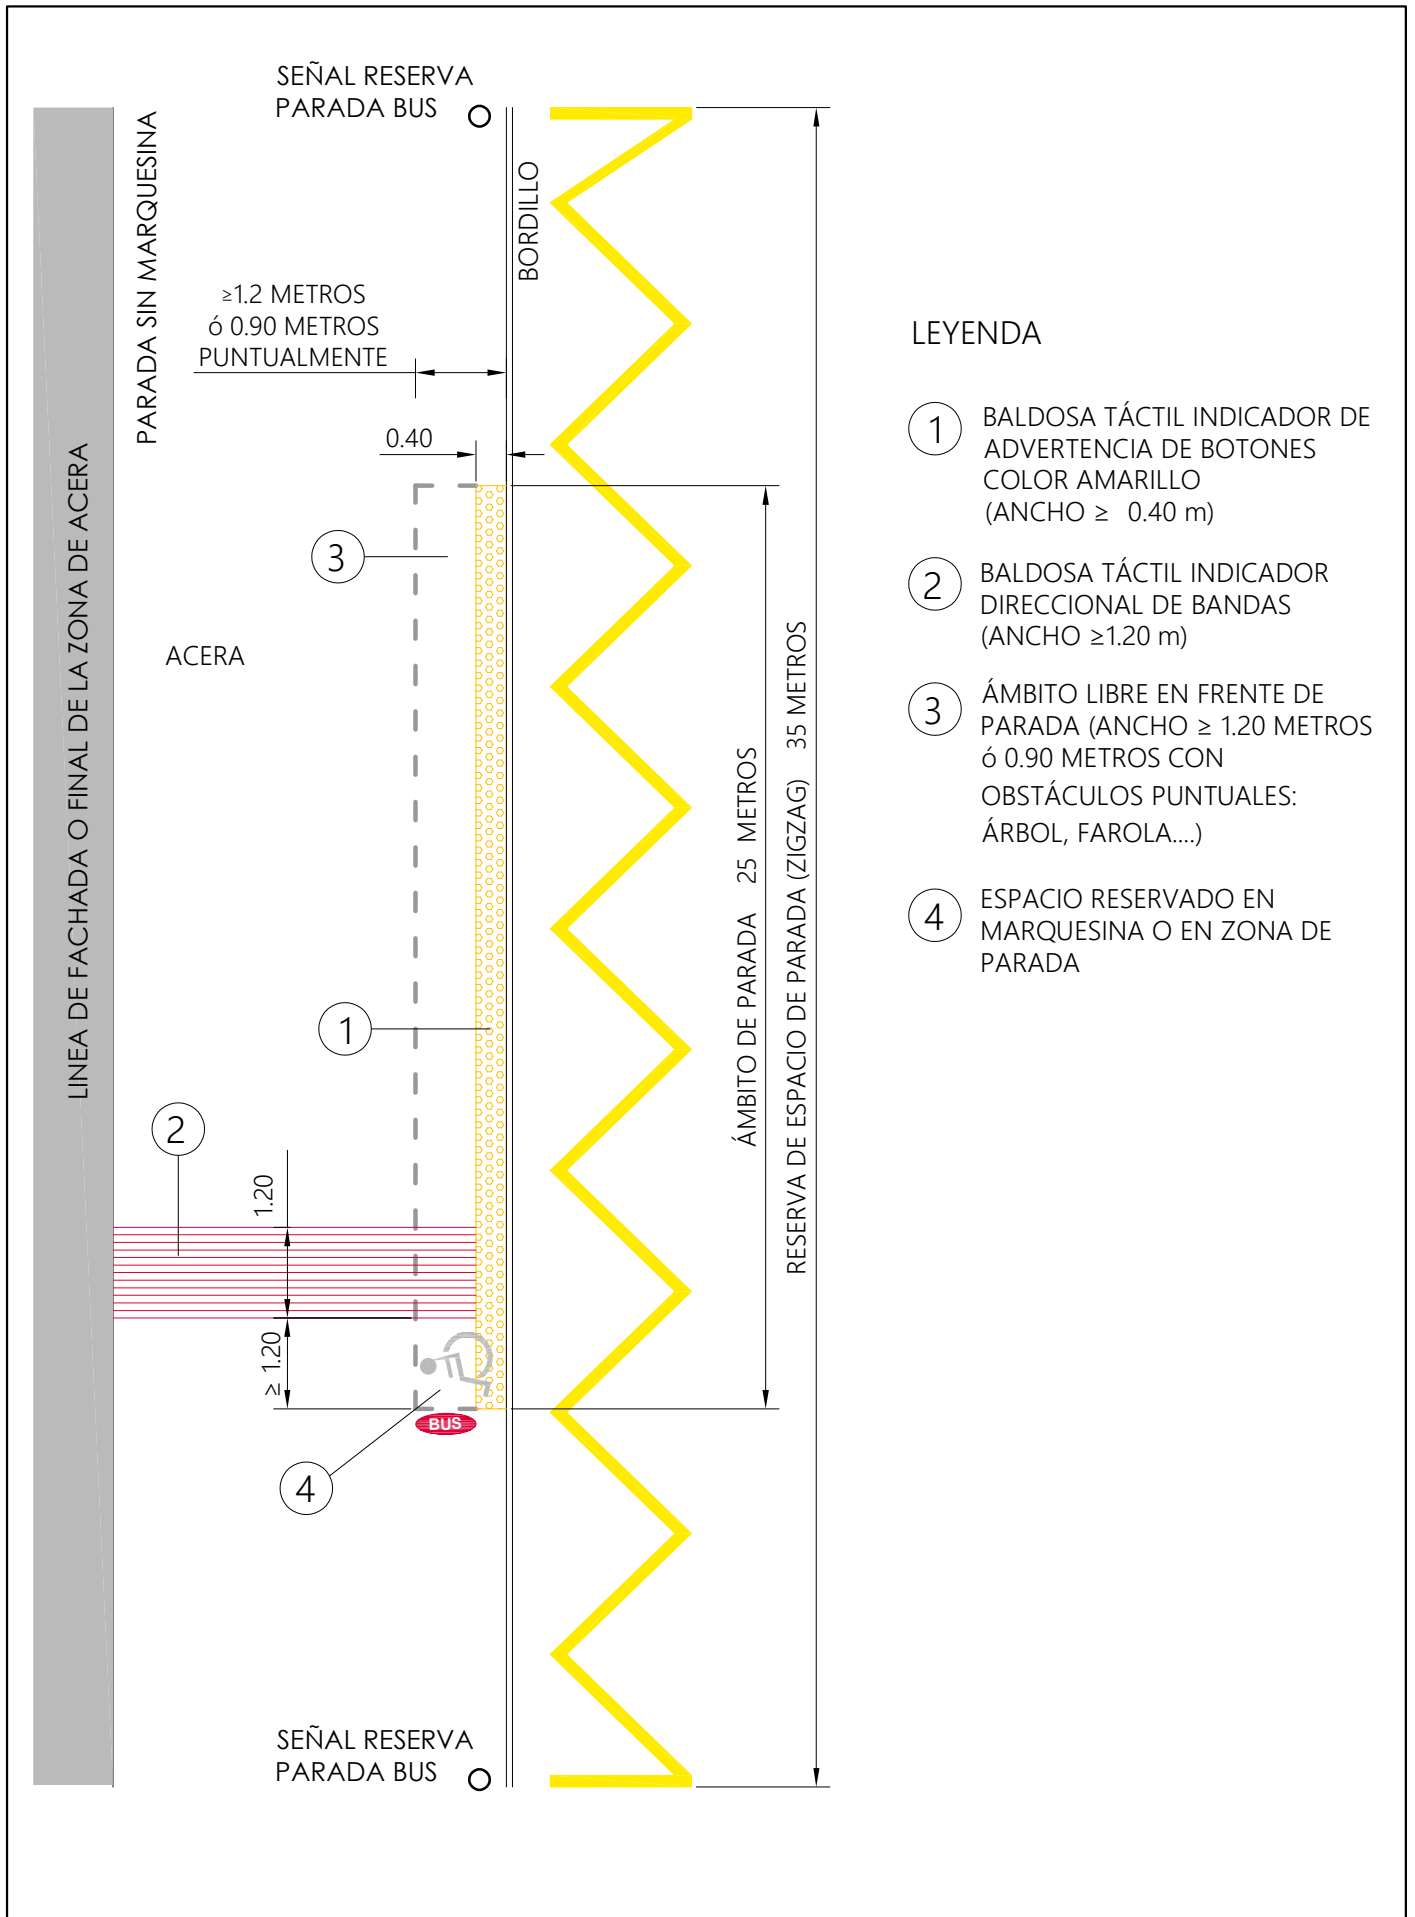 SEÑAL RESERVA
PARADA BUS
PARADA SIN MARQUESINA
BORDILLO
≥1.2 METROS
ó 0.90 METROS
PUNTUALMENTE
0.40
LINEA DE FACHADA O FINAL DE LA ZONA DE ACERA
3
ACERA
1
2
1.20
≥ 1.20
BUS
4
ÁMBITO DE PARADA 25 METROS
RESERVA DE ESPACIO DE PARADA (ZIGZAG) 35 METROS
SEÑAL RESERVA
PARADA BUS
LEYENDA
1
BALDOSA TÁCTIL INDICADOR DE
ADVERTENCIA DE BOTONES
COLOR AMARILLO
(ANCHO ≥ 0.40 m)
2
BALDOSA TÁCTIL INDICADOR
DIRECCIONAL DE BANDAS
(ANCHO ≥1.20 m)
3
ÁMBITO LIBRE EN FRENTE DE
PARADA (ANCHO ≥ 1.20 METROS
ó 0.90 METROS CON
OBSTÁCULOS PUNTUALES:
ÁRBOL, FAROLA....)
4
ESPACIO RESERVADO EN
MARQUESINA O EN ZONA DE
PARADA